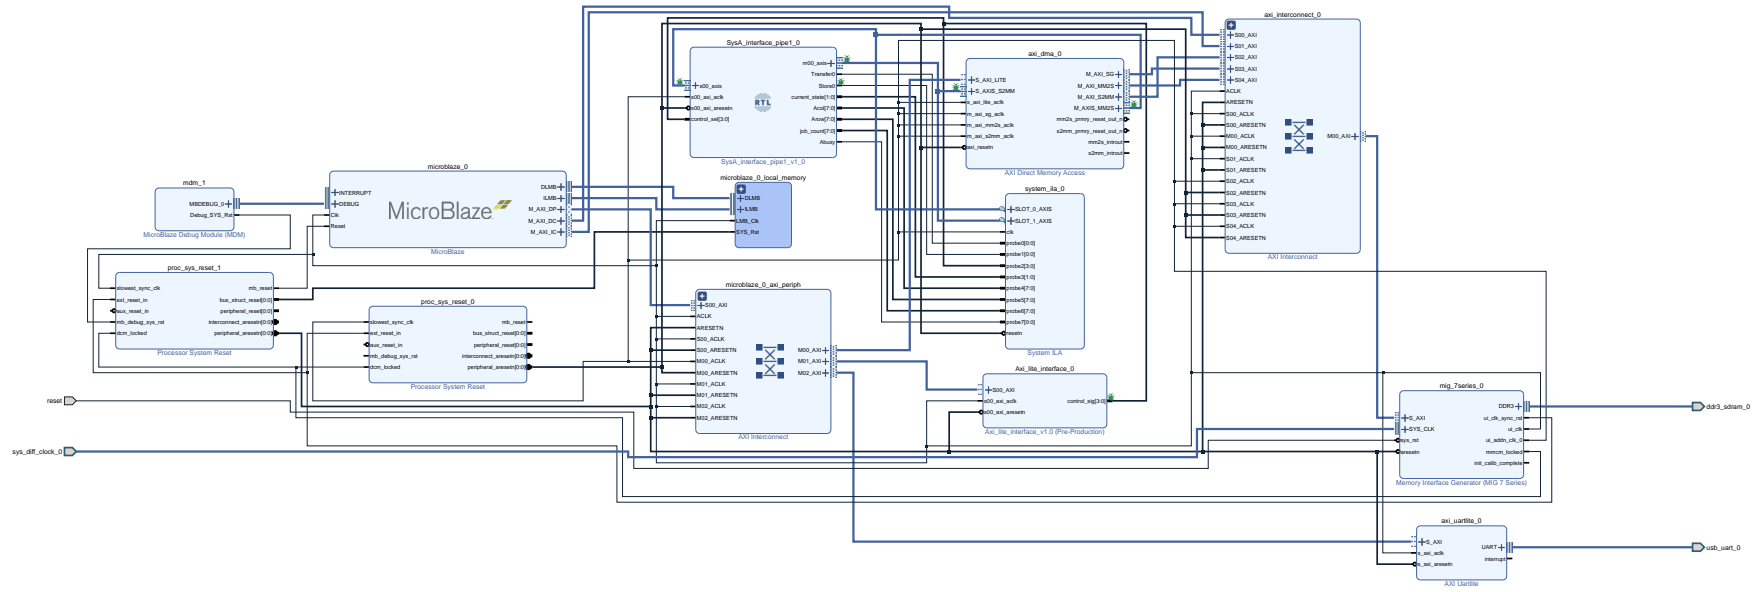 SysA_interface_pipe1_0
s00_axis
s00_axi_aclk
s00_axi_aresetn
control_sel[3:0]
m00_axis
Transfer0
Store0
current_state[1:0]
Acol[7:0]
Arow[7:0]
job_count[7:0]
Abusy
RTL
SysA_interface_pipe1_v1_0
axi_dma_0
S_AXI_LITE
S_AXIS_S2MM
s_axi_lite_aclk
m_axi_sg_aclk
m_axi_mm2s_aclk
m_axi_s2mm_aclk
axi_resetn
M_AXI_SG
M_AXI_MM2S
M_AXI_S2MM
M_AXIS_MM2S
mm2s_prmry_reset_out_n
s2mm_prmry_reset_out_n
mm2s_introut
s2mm_introut
AXI Direct Memory Access
axi_interconnect_0
S00_AXI
S01_AXI
S02_AXI
S03_AXI
S04_AXI
ACLK
ARESETN
S00_ACLK
S00_ARESETN
M00_ACLK
M00_ARESETN
S01_ACLK
S01_ARESETN
S02_ACLK
S02_ARESETN
S03_ACLK
S03_ARESETN
S04_ACLK
S04_ARESETN
M00_AXI
AXI Interconnect
mdm_1
MBDEBUG_0
Debug_SYS_Rst
MicroBlaze Debug Module (MDM)
microblaze_0
INTERRUPT
DEBUG
Clk
Reset
MicroBlaze
DLMB
ILMB
M_AXI_DP
M_AXI_DC
M_AXI_IC
MicroBlaze
microblaze_0_local_memory
DLMB
ILMB
LMB_Clk
SYS_Rst
system_ila_0
SLOT_0_AXIS
SLOT_1_AXIS
clk
probe0[0:0]
probe1[0:0]
probe2[3:0]
probe3[1:0]
probe4[7:0]
probe5[7:0]
probe6[7:0]
probe7[0:0]
resetn
System ILA
proc_sys_reset_1
slowest_sync_clk
ext_reset_in
aux_reset_in
mb_debug_sys_rst
dcm_locked
mb_reset
bus_struct_reset[0:0]
peripheral_reset[0:0]
interconnect_aresetn[0:0]
peripheral_aresetn[0:0]
Processor System Reset
proc_sys_reset_0
slowest_sync_clk
ext_reset_in
aux_reset_in
mb_debug_sys_rst
dcm_locked
mb_reset
bus_struct_reset[0:0]
peripheral_reset[0:0]
interconnect_aresetn[0:0]
peripheral_aresetn[0:0]
Processor System Reset
microblaze_0_axi_periph
S00_AXI
ACLK
ARESETN
S00_ACLK
S00_ARESETN
M00_ACLK
M00_ARESETN
M01_ACLK
M01_ARESETN
M02_ACLK
M02_ARESETN
M00_AXI
M01_AXI
M02_AXI
AXI Interconnect
Axi_lite_interface_0
S00_AXI
s00_axi_aclk
s00_axi_aresetn
control_sig[3:0]
Axi_lite_interface_v1.0 (Pre-Production)
mig_7series_0
S_AXI
SYS_CLK
sys_rst
aresetn
DDR3
ui_clk_sync_rst
ui_clk
ui_addn_clk_0
mmcm_locked
init_calib_complete
Memory Interface Generator (MIG 7 Series)
reset
sys_diff_clock_0
ddr3_sdram_0
axi_uartlite_0
S_AXI
s_axi_aclk
s_axi_aresetn
UART
interrupt
AXI Uartlite
usb_uart_0